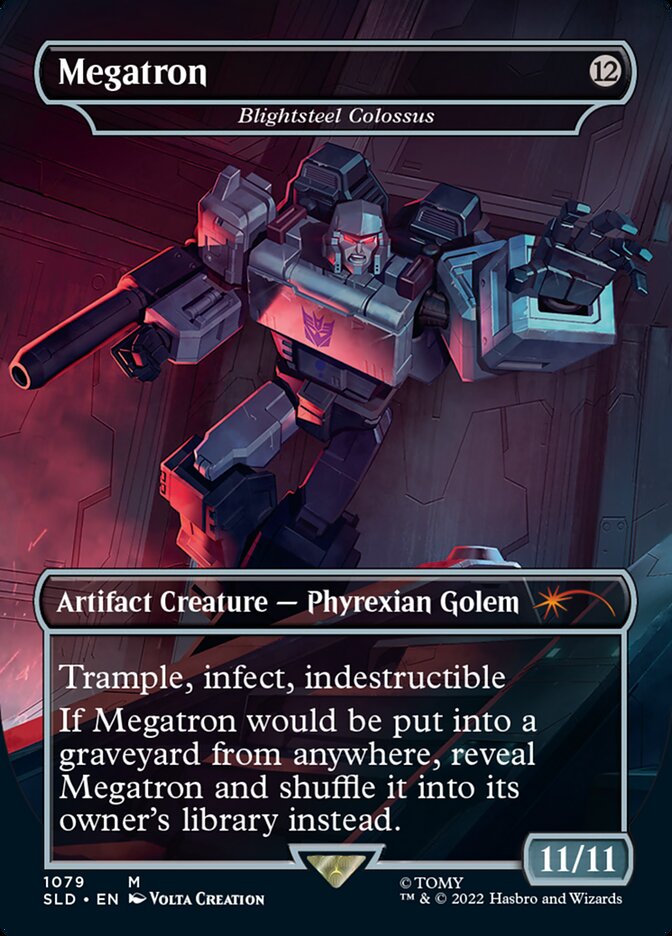 Megatron
12
Blightsteel Colossus
Artifact Creature — Phyrexian Golem
Trample, infect, indestructible
If Megatron would be put into a
graveyard from anywhere, reveal
Megatron and shuffle it into its
owner's library instead.
11/11
1079 M
SLD • EN VOLTA CREATION
© TOMY
™ & © 2022 Hasbro and Wizards